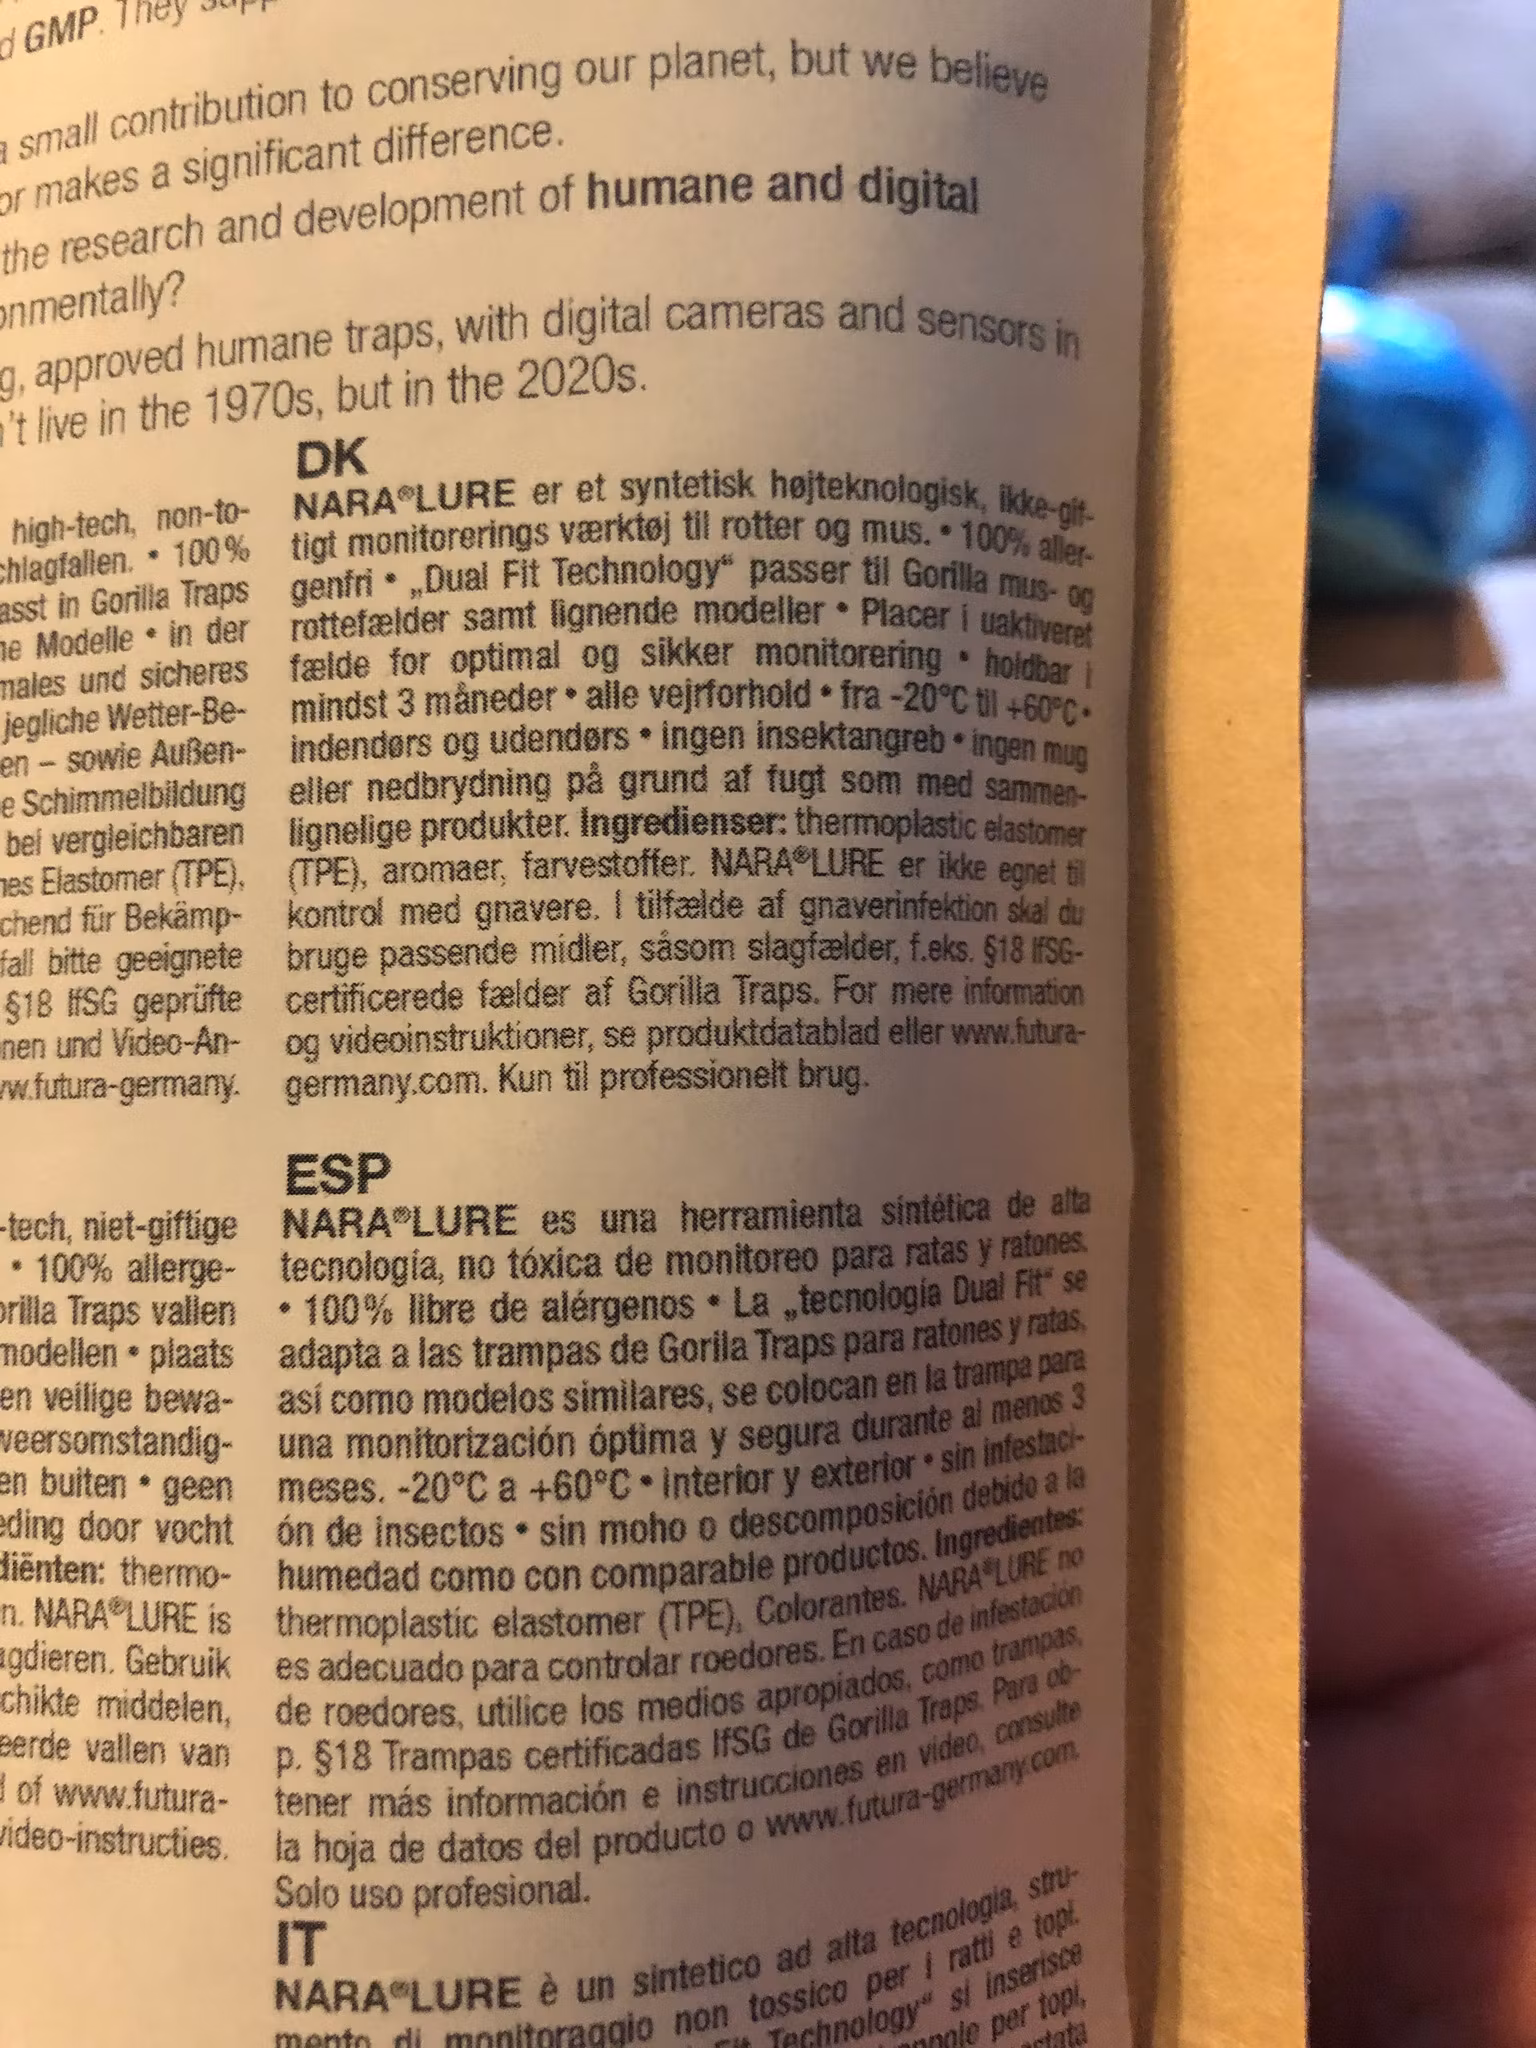 d GMP. They
a small contribution to conserving our planet, but we believe
or makes a significant difference.
the research and development of humane and digital
onmentally?
g, approved humane traps, with digital cameras and sensors in
n't live in the 1970s, but in the 2020s.
high-tech, non-to-
chlagfallen. • 100%
asst in Gorilla Traps
ne Modelle • in der
males und sicheres
jegliche Wetter-Be-
en – sowie Außen-
e Schimmelbildung
bei vergleichbaren
nes Elastomer (TPE),
chend für Bekämp-
fall bitte geeignete
§18 IfSG geprüfte
nen und Video-An-
ww.futura-germany.
-tech, niet-giftige
• 100% allerge-
orilla Traps vallen
modellen • plaats
en veilige bewa-
weersomstandig-
en buiten • geen
eding door vocht
diënten: thermo-
n. NARA®LURE is
agdieren. Gebruik
chikte middelen,
eerde vallen van
of www.futura-
video-instructies.
DK
NARA®LURE er et syntetisk højteknologisk, ikke-gif-
tigt monitorerings værktøj til rotter og mus. • 100% aller-
genfri • „Dual Fit Technology“ passer til Gorilla mus- og
rottefælder samt lignende modeller • Placer i uaktiveret
fælde for optimal og sikker monitorering • holdbar i
mindst 3 måneder • alle vejrforhold • fra -20°C til +60°C •
indendørs og udendørs • ingen insektangreb • ingen mug
eller nedbrydning på grund af fugt som med sammen-
lignelige produkter. Ingredienser: thermoplastic elastomer
(TPE), aromaer, farvestoffer. NARA®LURE er ikke egnet til
kontrol med gnavere. I tilfælde af gnaverinfektion skal du
bruge passende midler, såsom slagfælder, f.eks. §18 IfSG-
certificerede fælder af Gorilla Traps. For mere information
og videoinstruktioner, se produktdatablad eller www.futura-
germany.com. Kun til professionelt brug.
ESP
NARA®LURE es una herramienta sintética de alta
tecnología, no tóxica de monitoreo para ratas y ratones.
• 100% libre de alérgenos • La „tecnología Dual Fit“ se
adapta a las trampas de Gorilla Traps para ratones y ratas,
así como modelos similares, se colocan en la trampa para
una monitorización óptima y segura durante al menos 3
meses. -20°C a +60°C • interior y exterior • sin infestaci-
ón de insectos • sin moho o descomposición debido a la
humedad como con comparable productos. Ingredientes:
thermoplastic elastomer (TPE), Colorantes. NARA®LURE no
es adecuado para controlar roedores. En caso de infestación
de roedores, utilice los medios apropiados, como trampas,
p. §18 Trampas certificadas IfSG de Gorilla Traps. Para ob-
tener más información e instrucciones en video, consulte
la hoja de datos del producto o www.futura-germany.com.
Solo uso profesional.
IT
NARA®LURE è un sintetico ad alta tecnologia, stru-
mento di monitoraggio non tossico per i ratti e topi.
Fit Technology“ si inserisce
per topi,